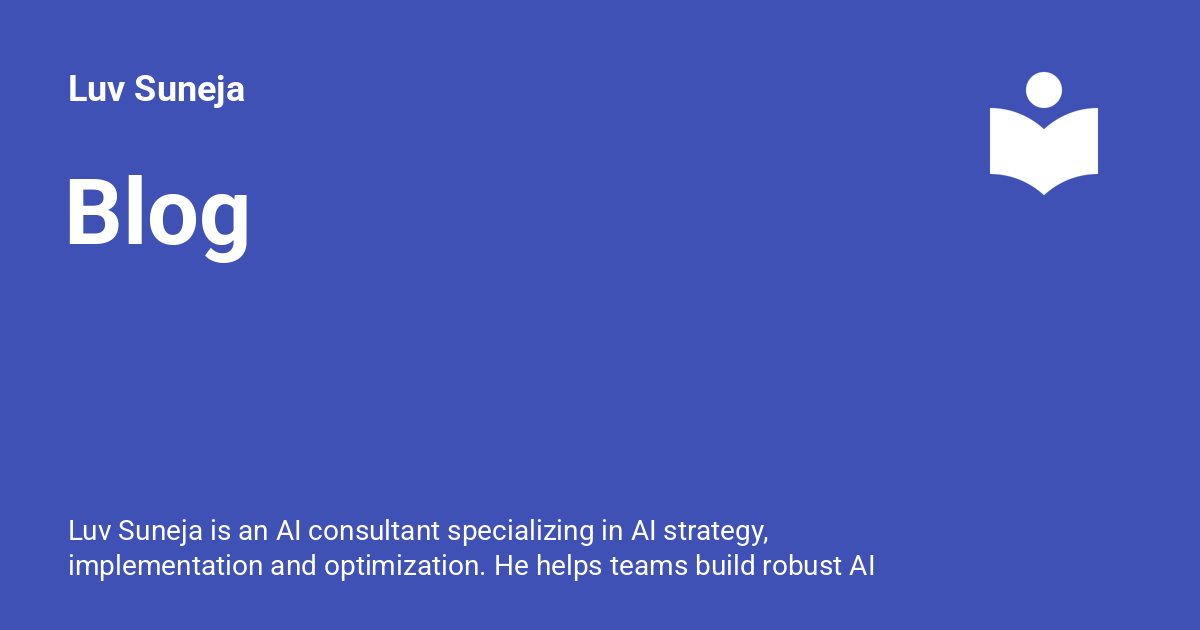 Luv Suneja
Blog
Luv Suneja is an AI consultant specializing in AI strategy,
implementation and optimization. He helps teams build robust AI